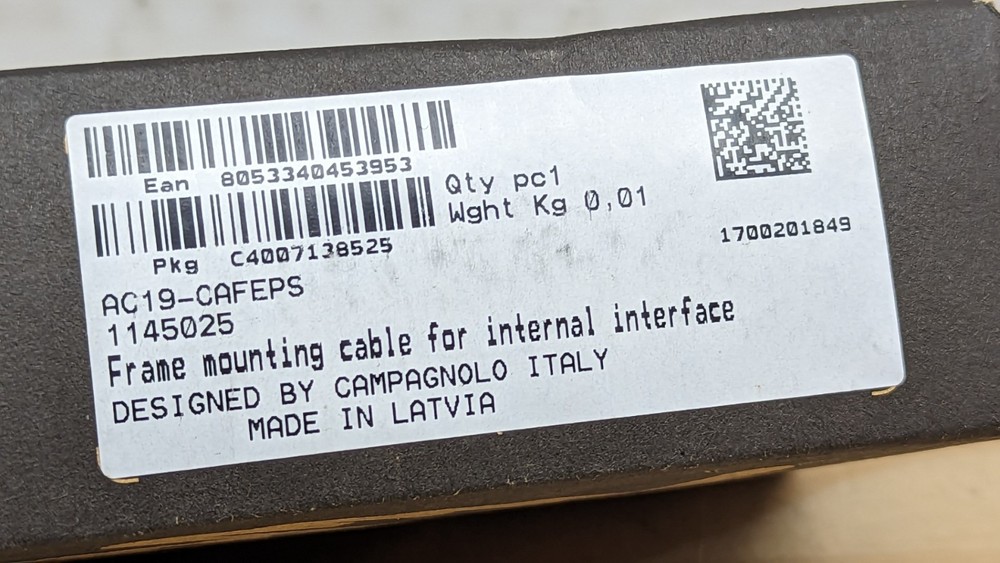 Ean 8053340453953
Qty pc1
Wght Kg 0,01
Pkg C4007138525
1700201849
AC19-CAFEPS
1145025
Frame mounting cable for internal interface
DESIGNED BY CAMPAGNOLO ITALY
MADE IN LATVIA